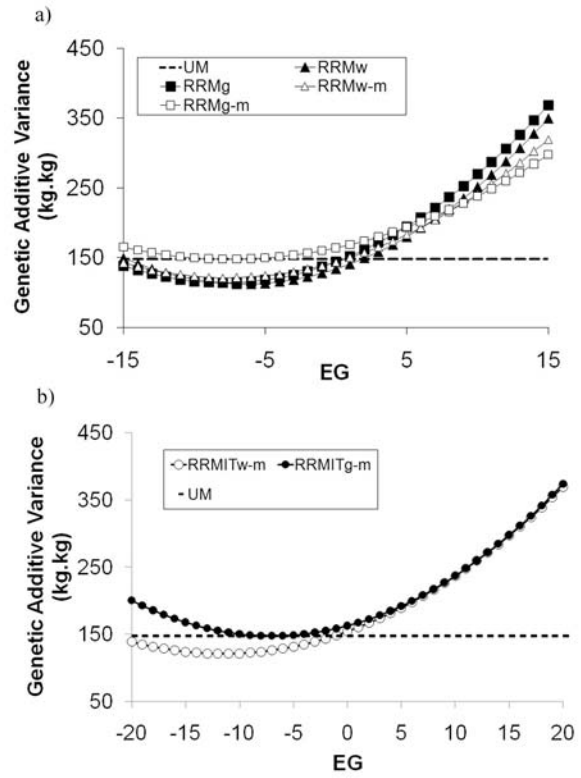 a)
Genetic Additive Variance
(kg.kg)
450
350
250
150
50
UM
RRMw
RRMg
RRMw-m
RRMg-m
-15
-5
5
15
EG
b)
Genetic Additive Variance
(kg.kg)
450
350
250
150
50
RRMITw-m
RRMITg-m
UM
-20
-15
-10
-5
0
5
10
15
20
EG